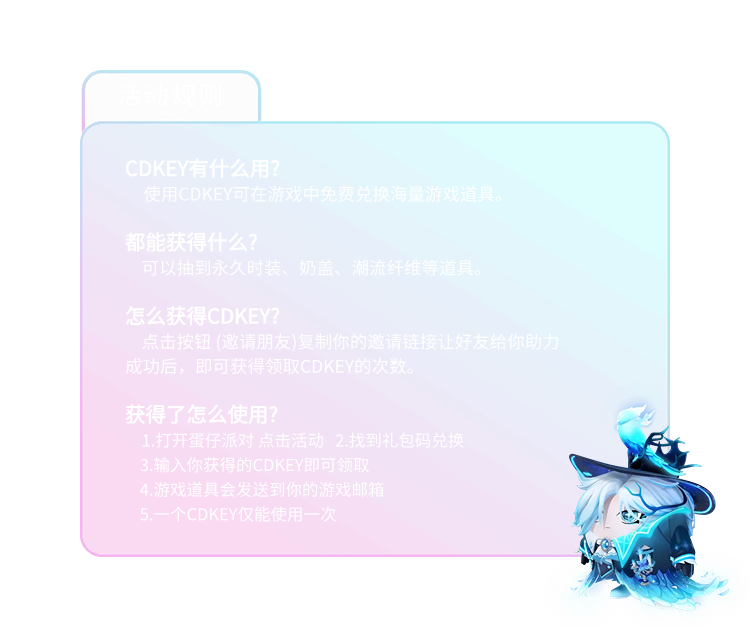 活动规则
CDKEY有什么用?
使用CDKEY可在游戏中免费兑换海量游戏道具。
都能获得什么?
可以抽到永久时装、奶盖、潮流纤维等道具。
怎么获得CDKEY?
点击按钮 (邀请朋友)复制你的邀请链接让好友给你助力
成功后，即可获得领取CDKEY的次数。
获得了怎么使用?
1.打开蛋仔派对 点击活动 2.找到礼包码兑换
3.输入你获得的CDKEY即可领取
4.游戏道具会发送到你的游戏邮箱
5.一个CDKEY仅能使用一次